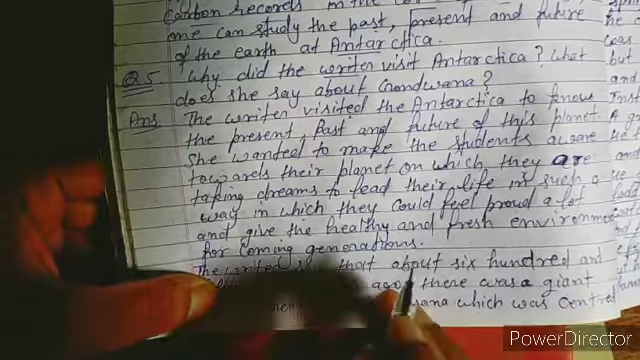 Carbon records in the
one can study the past, present and future
of the earth at Antarctica.
Q5 Why did the writer visit Antarctica? What
does she say about Gondwana?
Ans. The writer visited the Antarctica to know
the present, past and future of this planet.
She wanted to make the students aware
towards their planet on which they are
taking dreams to lead their life in such a
way in which they could feel proud a lot
and give the healthy and fresh environment
for coming generations.
The writer that about six hundred and
ago there was a giant
which was centred
PowerDirector